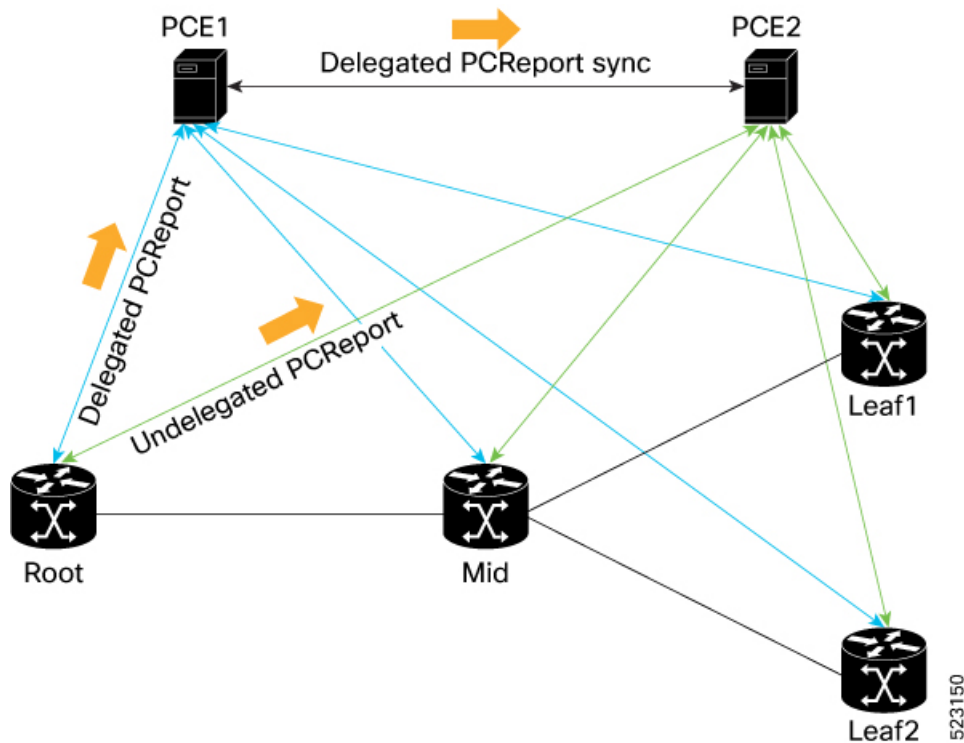 PCE1
PCE2
Delegated PCReport sync
Delegated PCReport
Undelegated PCReport
Leaf1
Root
Mid
Leaf2
523150